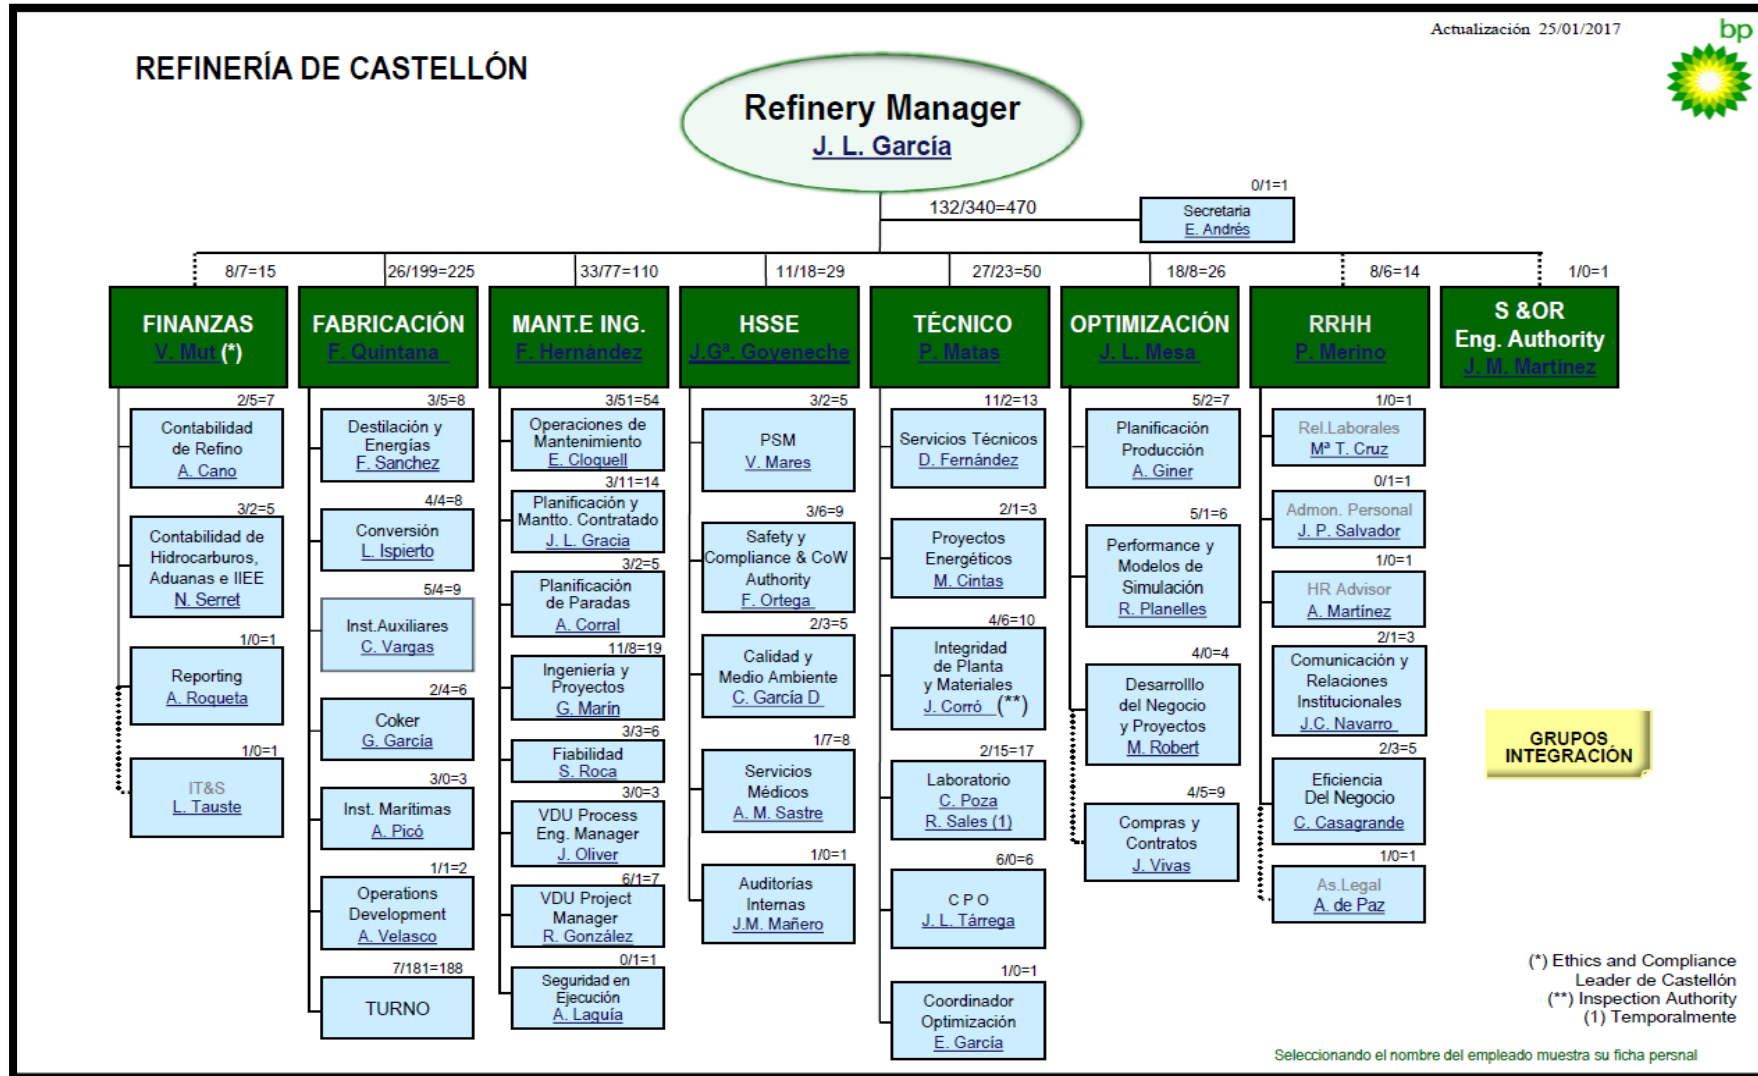 Actualización 25/01/2017
bp
REFINERÍA DE CASTELLÓN
Refinery Manager
J. L. García
0/1=1
132/340=470
Secretaria
E. Andrés
8/7=15
26/199=225
33/77=110
11/18=29
27/23=50
18/8=26
8/6=14
1/0=1
FINANZAS
V. Mut (*)
FABRICACIÓN
F. Quintana
MANT.E ING.
F. Hernández
HSSE
J.Gª. Goyeneche
TÉCNICO
P. Matas
OPTIMIZACIÓN
J. L. Mesa
RRHH
P. Merino
S &OR
Eng. Authority
J. M. Martínez
2/5=7
Contabilidad
de Refino
A. Cano
3/2=5
Contabilidad de
Hidrocarburos,
Aduanas e IIEE
N. Serret
1/0=1
Reporting
A. Roqueta
1/0=1
IT&S
L. Tauste
3/5=8
Destilación y
Energías
F. Sanchez
4/4=8
Conversión
L. Ispierto
5/4=9
Inst.Auxiliares
C. Vargas
2/4=6
Coker
G. García
3/0=3
Inst. Marítimas
A. Picó
1/1=2
Operations
Development
A. Velasco
7/181=188
TURNO
3/51=54
Operaciones de
Mantenimiento
E. Cloquell
3/11=14
Planificación y
Mantto. Contratado
J. L. Gracia
3/2=5
Planificación
de Paradas
A. Corral
11/8=19
Ingeniería y
Proyectos
G. Marín
3/3=6
Fiabilidad
S. Roca
3/0=3
VDU Process
Eng. Manager
J. Oliver
6/1=7
VDU Project
Manager
R. González
0/1=1
Seguridad en
Ejecución
A. Laguía
3/2=5
PSM
V. Mares
3/6=9
Safety y
Compliance & CoW
Authority
F. Ortega
2/3=5
Calidad y
Medio Ambiente
C. García D
1/7=8
Servicios
Médicos
A. M. Sastre
1/0=1
Auditorías
Internas
J.M. Mañero
11/2=13
Servicios Técnicos
D. Fernández
2/1=3
Proyectos
Energéticos
M. Cintas
4/6=10
Integridad
de Planta
y Materiales
J. Corró (**)
2/15=17
Laboratorio
C. Poza
R. Sales (1)
6/0=6
C P O
J. L. Tárrega
1/0=1
Coordinador
Optimización
E. García
5/2=7
Planificación
Producción
A. Giner
5/1=6
Performance y
Modelos de
Simulación
R. Planelles
4/0=4
Desarrolllo
del Negocio
y Proyectos
M. Robert
4/5=9
Compras y
Contratos
J. Vivas
1/0=1
Rel.Laborales
Mª T. Cruz
0/1=1
Admon. Personal
J. P. Salvador
1/0=1
HR Advisor
A. Martínez
2/1=3
Comunicación y
Relaciones
Institucionales
J.C. Navarro
2/3=5
Eficiencia
Del Negocio
C. Casagrande
1/0=1
As.Legal
A. de Paz
GRUPOS
INTEGRACIÓN
(*) Ethics and Compliance
Leader de Castellón
(**) Inspection Authority
(1) Temporalmente
Seleccionando el nombre del empleado muestra su ficha persnal